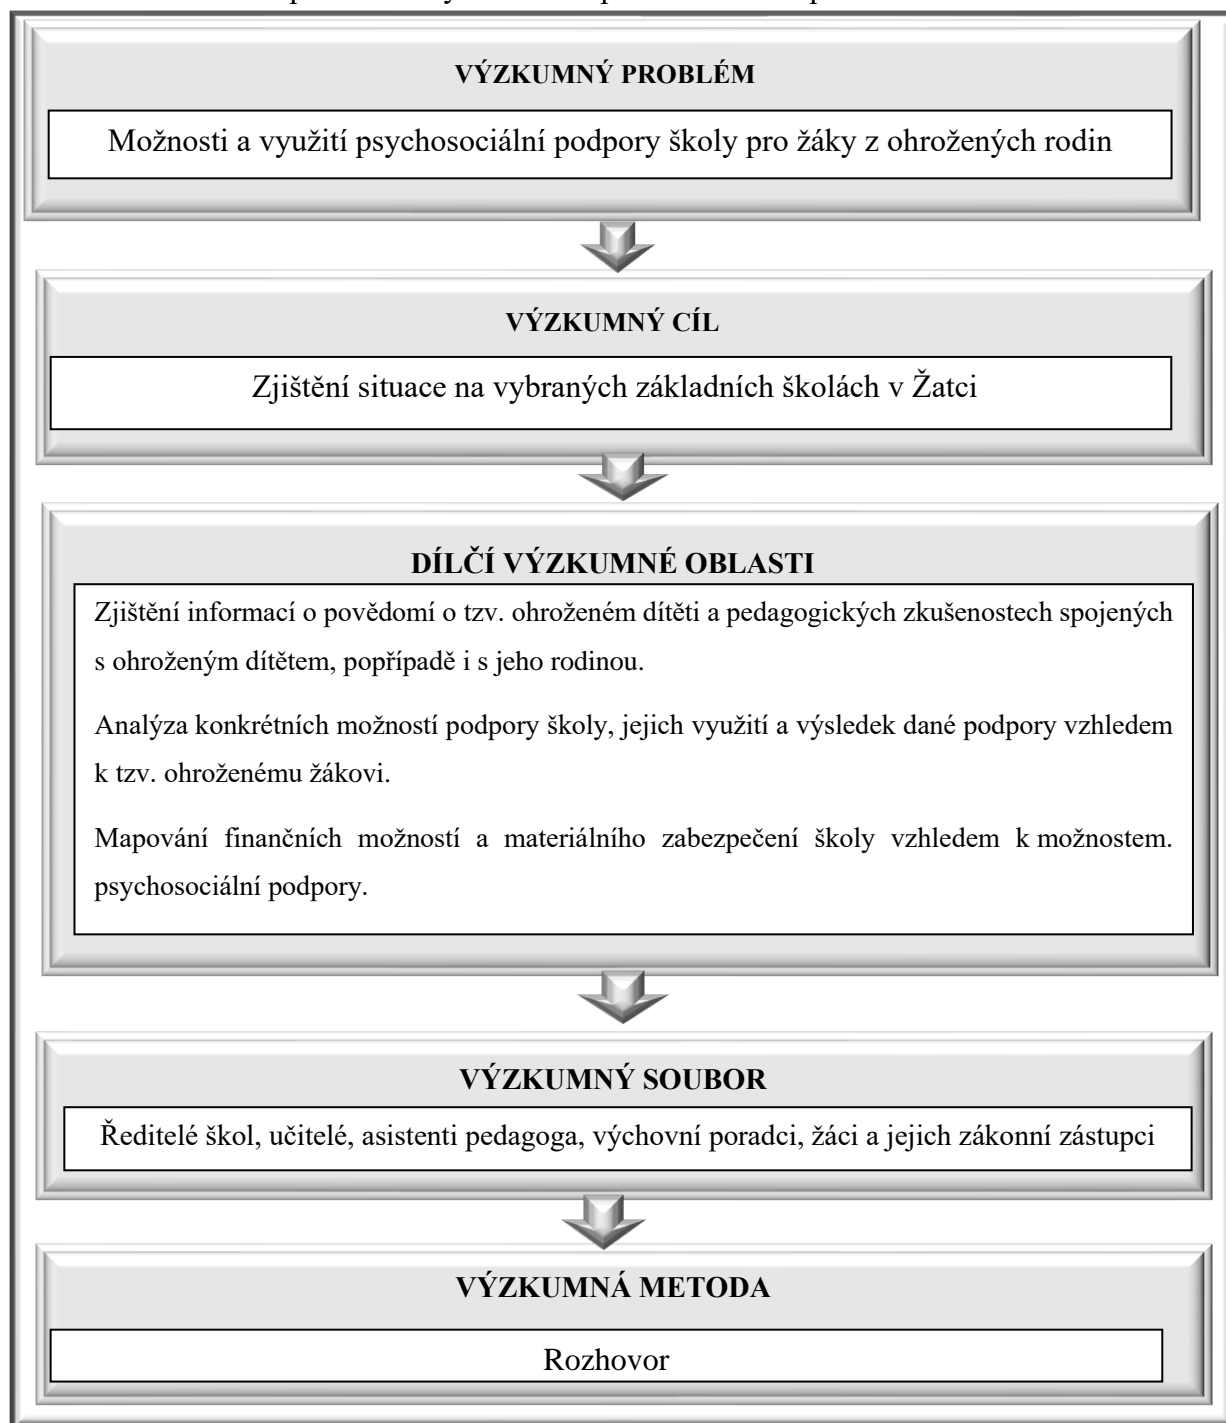 VÝZKUMNÝ PROBLÉM
Možnosti a využití psychosociální podpory školy pro žáky z ohrožených rodin
VÝZKUMNÝ CÍL
Zjištění situace na vybraných základních školách v Žatci
DÍLČÍ VÝZKUMNÉ OBLASTI
Zjištění informací o povědomí o tzv. ohroženém dítěti a pedagogických zkušenostech spojených
s ohroženým dítětem, popřípadě i s jeho rodinou.
Analýza konkrétních možností podpory školy, jejich využití a výsledek dané podpory vzhledem
k tzv. ohroženému žákovi.
Mapování finančních možností a materiálního zabezpečení školy vzhledem k možnostem.
psychosociální podpory.
VÝZKUMNÝ SOUBOR
Ředitelé škol, učitelé, asistenti pedagoga, výchovní poradci, žáci a jejich zákonní zástupci
VÝZKUMNÁ METODA
Rozhovor